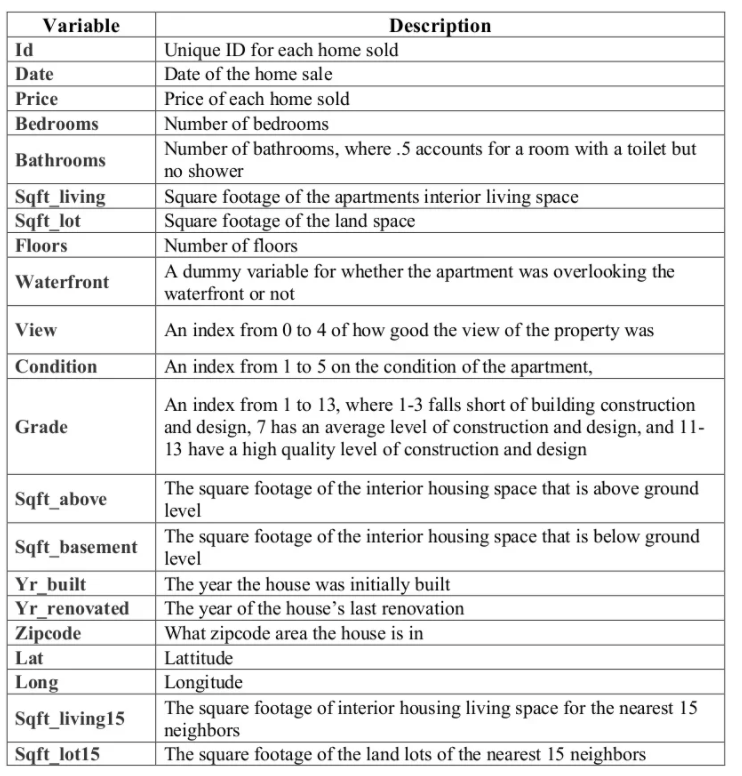 Variable Description
Id Unique ID for each home sold
Date Date of the home sale
Price Price of each home sold
Bedrooms Number of bedrooms
Bathrooms Number of bathrooms, where .5 accounts for a room with a toilet but
no shower
Sqft_living Square footage of the apartments interior living space
Sqft_lot Square footage of the land space
Floors Number of floors
Waterfront A dummy variable for whether the apartment was overlooking the
waterfront or not
View An index from 0 to 4 of how good the view of the property was
Condition An index from 1 to 5 on the condition of the apartment,
Grade An index from 1 to 13, where 1-3 falls short of building construction
and design, 7 has an average level of construction and design, and 11-
13 have a high quality level of construction and design
Sqft_above The square footage of the interior housing space that is above ground
level
Sqft_basement The square footage of the interior housing space that is below ground
level
Yr_built The year the house was initially built
Yr_renovated The year of the house’s last renovation
Zipcode What zipcode area the house is in
Lat Lattitude
Long Longitude
Sqft_living15 The square footage of interior housing living space for the nearest 15
neighbors
Sqft_lot15 The square footage of the land lots of the nearest 15 neighbors